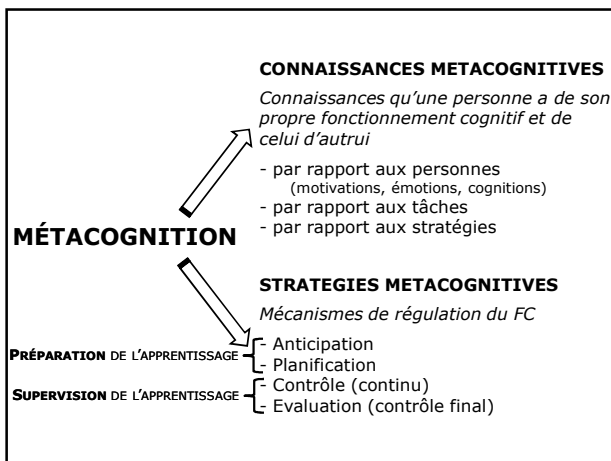 CONNAISSANCES METACOGNITIVES
Connaissances qu'une personne a de son
propre fonctionnement cognitif et de
celui d'autrui
- par rapport aux personnes
(motivations, émotions, cognitions)
- par rapport aux tâches
- par rapport aux stratégies
MÉTACOGNITION
STRATEGIES METACOGNITIVES
Mécanismes de régulation du FC
PRÉPARATION DE L'APPRENTISSAGE
- Anticipation
- Planification
SUPERVISION DE L'APPRENTISSAGE
- Contrôle (continu)
- Evaluation (contrôle final)